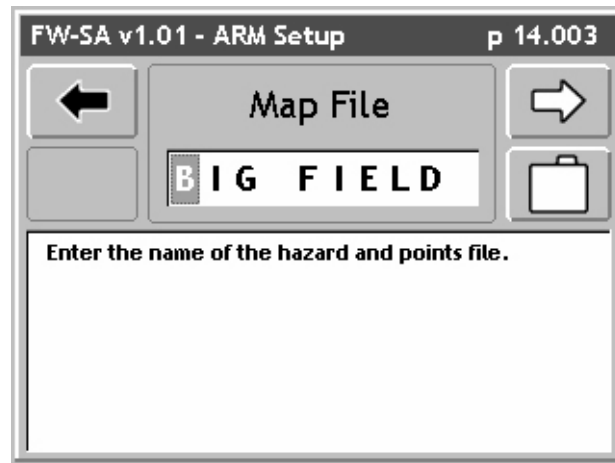 FW-SA v1.01 - ARM Setup p 14.003
Map File
BIG FIELD
Enter the name of the hazard and points file.